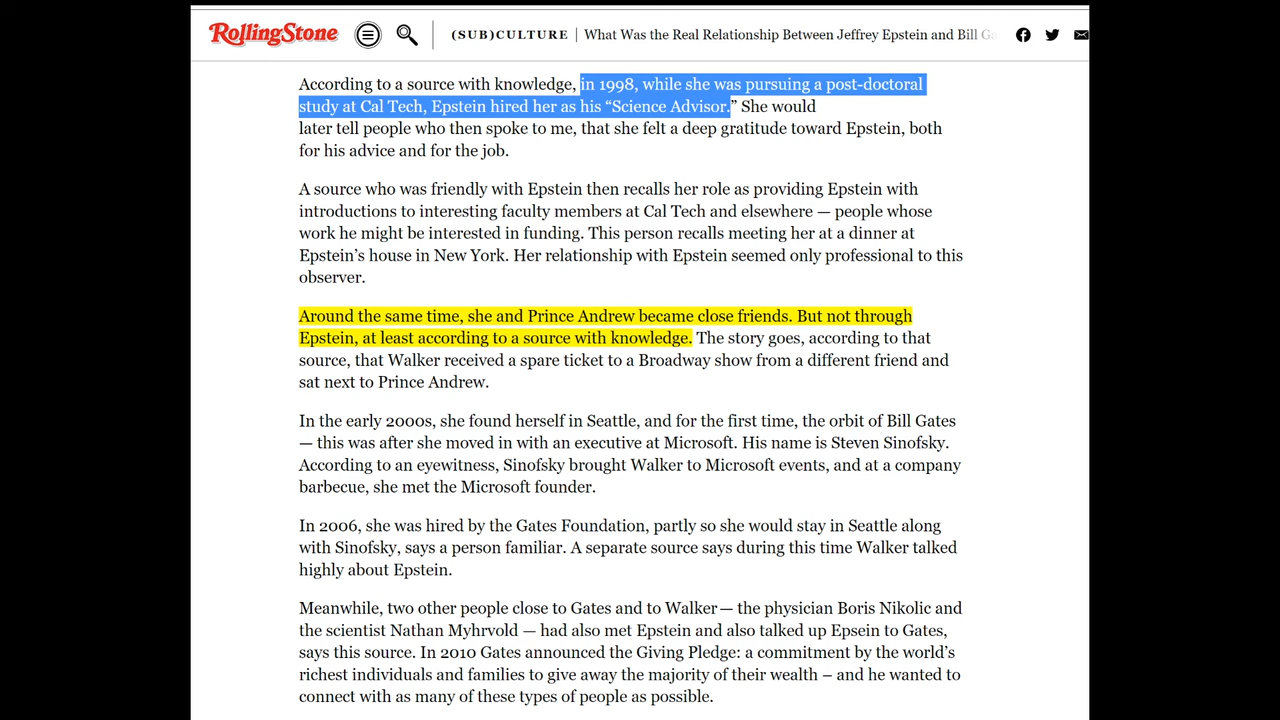 RollingStone (SUB)CULTURE | What Was the Real Relationship Between Jeffrey Epstein and Bill G
According to a source with knowledge, in 1998, while she was pursuing a post-doctoral
study at Cal Tech, Epstein hired her as his “Science Advisor.” She would
later tell people who then spoke to me, that she felt a deep gratitude toward Epstein, both
for his advice and for the job.
A source who was friendly with Epstein then recalls her role as providing Epstein with
introductions to interesting faculty members at Cal Tech and elsewhere — people whose
work he might be interested in funding. This person recalls meeting her at a dinner at
Epstein’s house in New York. Her relationship with Epstein seemed only professional to this
observer.
Around the same time, she and Prince Andrew became close friends. But not through
Epstein, at least according to a source with knowledge. The story goes, according to that
source, that Walker received a spare ticket to a Broadway show from a different friend and
sat next to Prince Andrew.
In the early 2000s, she found herself in Seattle, and for the first time, the orbit of Bill Gates
— this was after she moved in with an executive at Microsoft. His name is Steven Sinofsky.
According to an eyewitness, Sinofsky brought Walker to Microsoft events, and at a company
barbecue, she met the Microsoft founder.
In 2006, she was hired by the Gates Foundation, partly so she would stay in Seattle along
with Sinofsky, says a person familiar. A separate source says during this time Walker talked
highly about Epstein.
Meanwhile, two other people close to Gates and to Walker — the physician Boris Nikolic and
the scientist Nathan Myhrvold — had also met Epstein and also talked up Epsein to Gates,
says this source. In 2010 Gates announced the Giving Pledge: a commitment by the world’s
richest individuals and families to give away the majority of their wealth – and he wanted to
connect with as many of these types of people as possible.